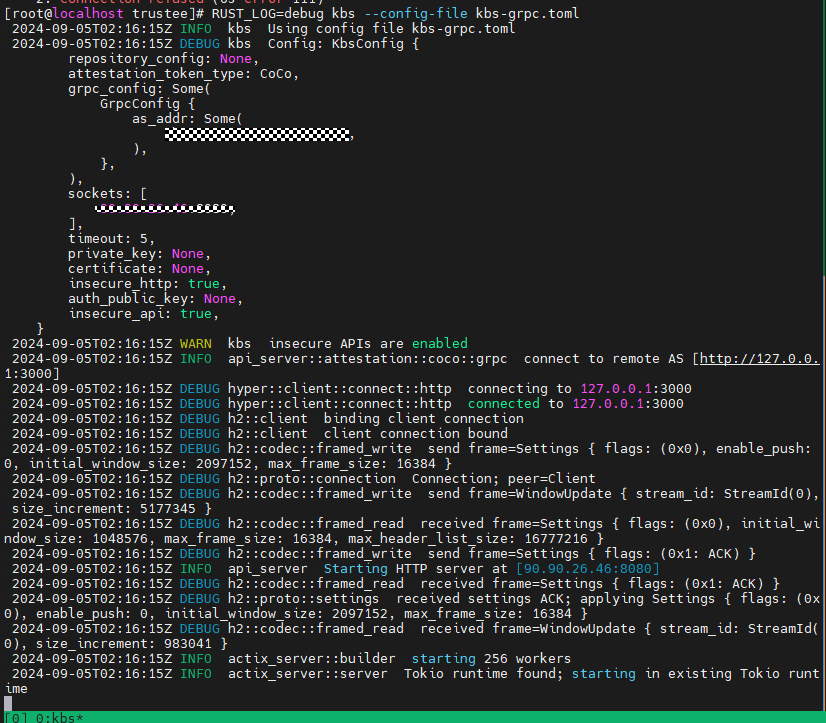 [root@localhost trustee]# RUST_LOG=debug kbs --config-file kbs-grpc.toml
2024-09-05T02:16:15Z INFO  kbs  Using config file kbs-grpc.toml
2024-09-05T02:16:15Z DEBUG kbs  Config: KbsConfig {
repository_config: None,
attestation_token_type: CoCo,
grpc_config: Some(
GrpcConfig {
as_addr: Some(
,
),
},
),
sockets: [
,
],
timeout: 5,
private_key: None,
certificate: None,
insecure_http: true,
auth_public_key: None,
insecure_api: true,
}
2024-09-05T02:16:15Z WARN  kbs  insecure APIs are enabled
2024-09-05T02:16:15Z INFO  api_server::attestation::coco::grpc  connect to remote AS [http://127.0.0.
1:3000]
2024-09-05T02:16:15Z DEBUG hyper::client::connect::http  connecting to 127.0.0.1:3000
2024-09-05T02:16:15Z DEBUG hyper::client::connect::http  connected to 127.0.0.1:3000
2024-09-05T02:16:15Z DEBUG h2::client  binding client connection
2024-09-05T02:16:15Z DEBUG h2::client  client connection bound
2024-09-05T02:16:15Z DEBUG h2::codec::framed_write  send frame=Settings { flags: (0x0), enable_push:
0, initial_window_size: 2097152, max_frame_size: 16384 }
2024-09-05T02:16:15Z DEBUG h2::proto::connection  Connection; peer=Client
2024-09-05T02:16:15Z DEBUG h2::codec::framed_write  send frame=WindowUpdate { stream_id: StreamId(0),
size_increment: 5177345 }
2024-09-05T02:16:15Z DEBUG h2::codec::framed_read  received frame=Settings { flags: (0x0), initial_wi
ndow_size: 1048576, max_frame_size: 16384, max_header_list_size: 16777216 }
2024-09-05T02:16:15Z DEBUG h2::codec::framed_write  send frame=Settings { flags: (0x1: ACK) }
2024-09-05T02:16:15Z INFO  api_server  Starting HTTP server at [90.90.26.46:8080]
2024-09-05T02:16:15Z DEBUG h2::codec::framed_read  received frame=Settings { flags: (0x1: ACK) }
2024-09-05T02:16:15Z DEBUG h2::proto::settings  received settings ACK; applying Settings { flags: (0x
0), enable_push: 0, initial_window_size: 2097152, max_frame_size: 16384 }
2024-09-05T02:16:15Z DEBUG h2::codec::framed_read  received frame=WindowUpdate { stream_id: StreamId(
0), size_increment: 983041 }
2024-09-05T02:16:15Z INFO  actix_server::builder  starting 256 workers
2024-09-05T02:16:15Z INFO  actix_server::server  Tokio runtime found; starting in existing Tokio runt
ime
[0] 0:kbs*